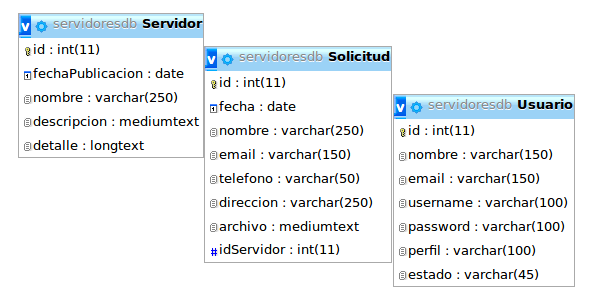 servidoresdb Servidor
id : int(11)
fechaPublicacion : date
nombre : varchar(250)
descripcion : mediumtext
detalle : longtext
servidoresdb Solicitud
id : int(11)
fecha : date
nombre : varchar(250)
email : varchar(150)
telefono : varchar(50)
direccion : varchar(250)
archivo : mediumtext
# idServidor : int(11)
servidoresdb Usuario
id : int(11)
nombre : varchar(150)
email : varchar(150)
username : varchar(100)
password : varchar(100)
perfil : varchar(100)
estado : varchar(45)